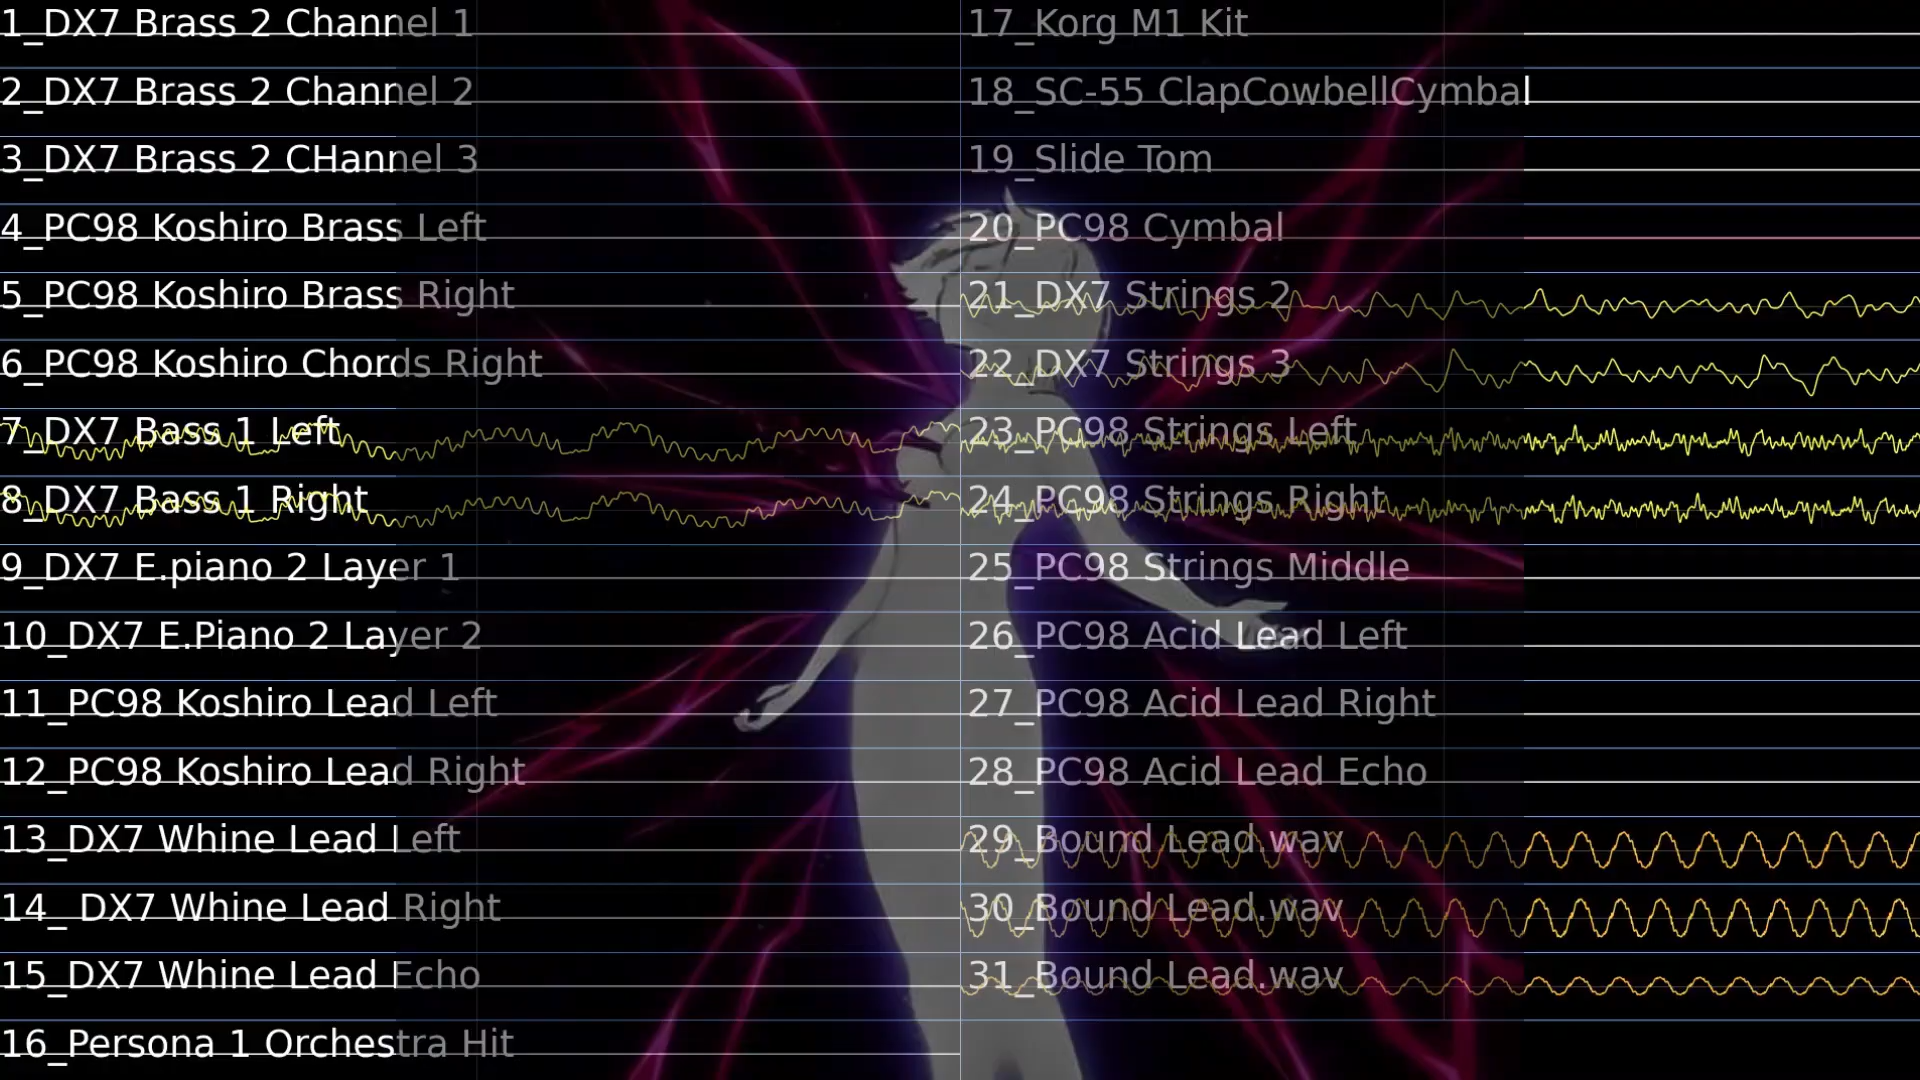 1_DX7 Brass 2 Channel 1
2_DX7 Brass 2 Channel 2
3_DX7 Brass 2 CHannel 3
4_PC98 Koshiro Brass Left
5_PC98 Koshiro Brass Right
6_PC98 Koshiro Chords Right
7_DX7 Bass 1 Left
8_DX7 Bass 1 Right
9_DX7 E.piano 2 Layer 1
10_DX7 E.Piano 2 Layer 2
11_PC98 Koshiro Lead Left
12_PC98 Koshiro Lead Right
13_DX7 Whine Lead Left
14_ DX7 Whine Lead Right
15_DX7 Whine Lead Echo
16_Persona 1 Orchestra Hit
17_Korg M1 Kit
18_SC-55 ClapCowbellCymbal
19_Slide Tom
20_PC98 Cymbal
21_DX7 Strings 2
22_DX7 Strings 3
23_PC98 Strings Left
24_PC98 Strings Right
25_PC98 Strings Middle
26_PC98 Acid Lead Left
27_PC98 Acid Lead Right
28_PC98 Acid Lead Echo
29_Bound Lead.wav
30_Bound Lead.wav
31_Bound Lead.wav